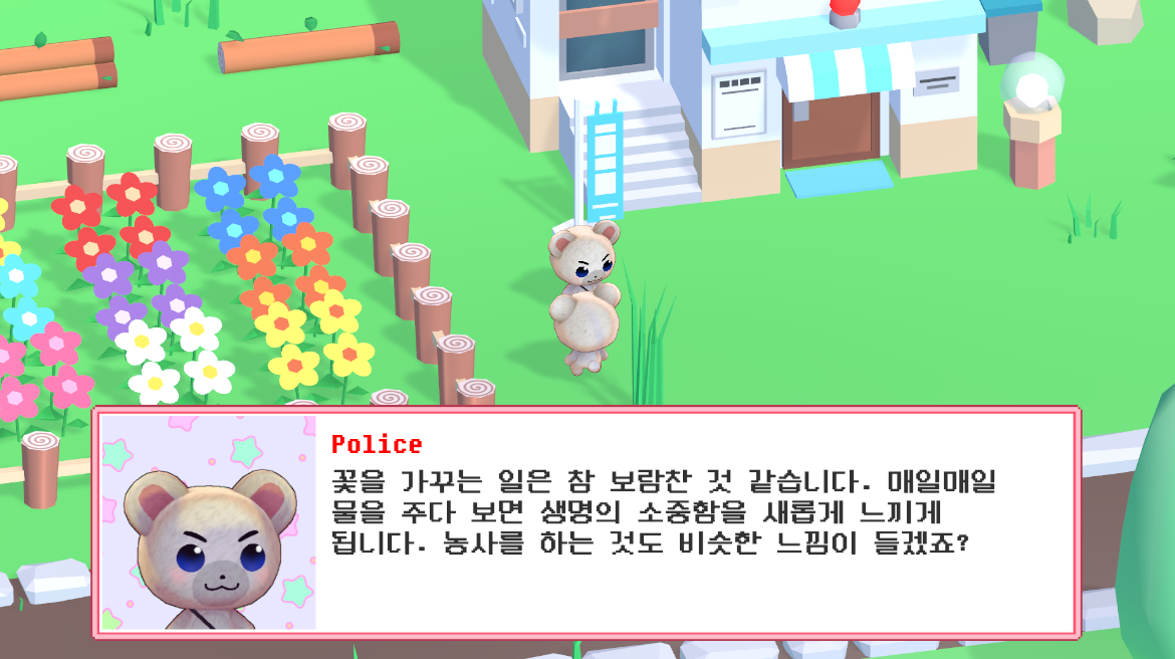 Police
꽃을 가꾸는 일은 참 보람찬 것 같습니다. 매일매일
물을 주다 보면 생명의 소중함을 새롭게 느끼게
됩니다. 농사를 하는 것도 비슷한 느낌이 들겠죠?